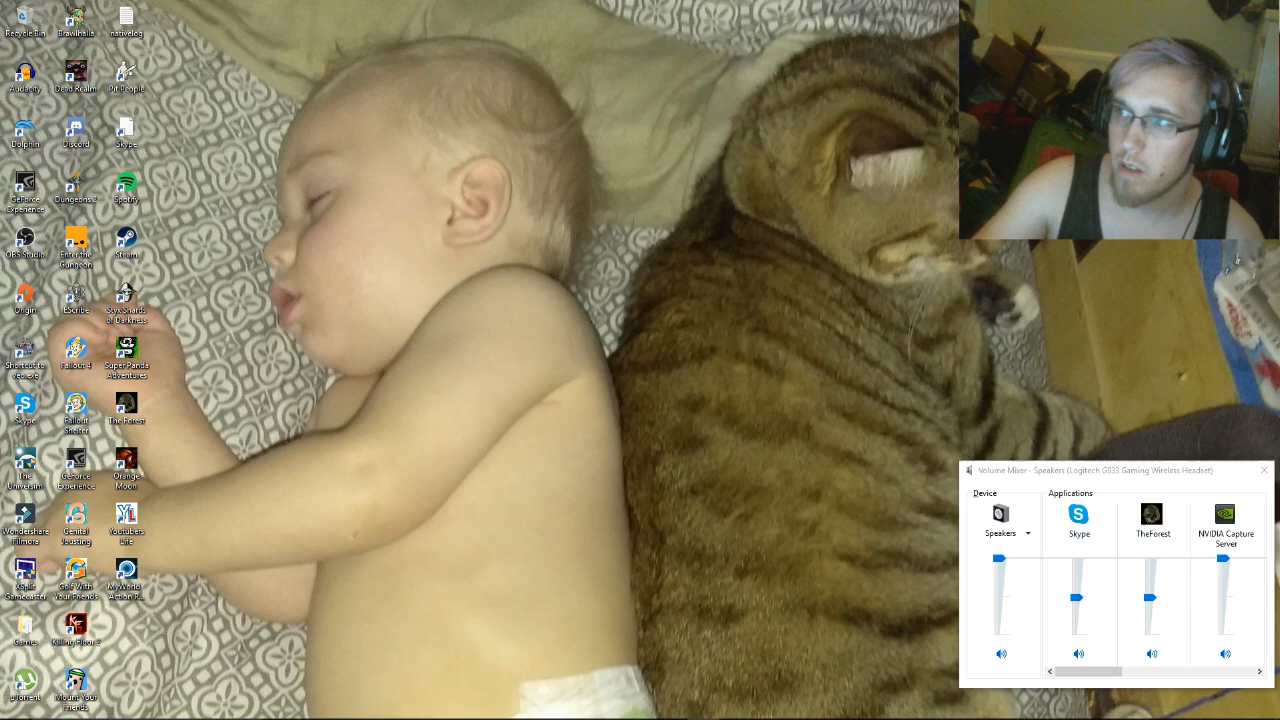 Recycle Bin
Brawlhalla
nativelog
Audacity
Dead Realm
Pit People
Dolphin
Discord
Skype
GeForce
Experience
Dungeons 2
Spotify
OBS Studio
Enter the
Gungeon
Steam
Origin
EScribe
Styx Shards
of Darkness
Shortcut to
Fallout 4
Super Panda
Adventures
Skype
Fallout
Shelter
The Forest
The
Universim
GeForce
Experience
Orange
Moon
Wondershare
Filmora
Genital
Jousting
YL
Youtubers
Life
XSplit
Gamecaster
Golf With
Your Friends
MyWorld
Action R...
Games
Killing Floor 2
µTorrent
Mount Your
Friends
Volume Mixer - Speakers (Logitech G933 Gaming Wireless Headset)
Device
Applications
Speakers
Skype
TheForest
NVIDIA Capture
Server